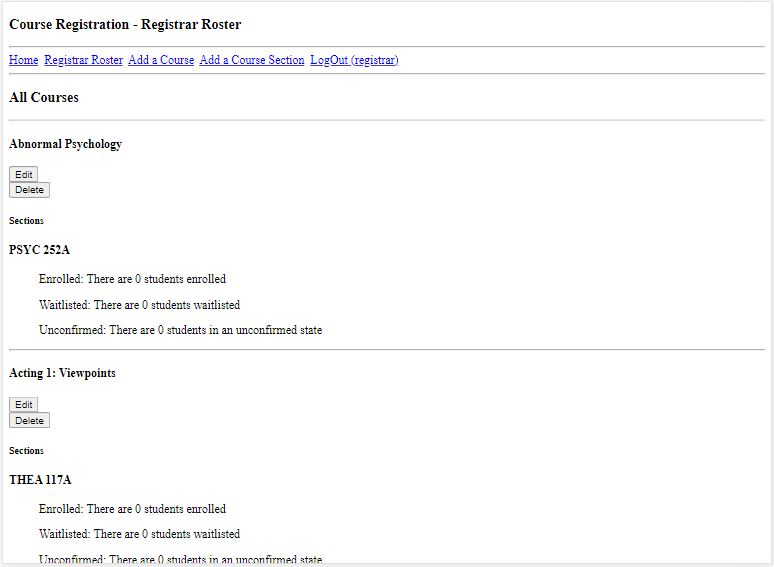 Course Registration - Registrar Roster
Home Registrar Roster Add a Course Add a Course Section LogOut (registrar)
All Courses
Abnormal Psychology
Edit
Delete
Sections
PSYC 252A
Enrolled: There are 0 students enrolled
Waitlisted: There are 0 students waitlisted
Unconfirmed: There are 0 students in an unconfirmed state
Acting 1: Viewpoints
Edit
Delete
Sections
THEA 117A
Enrolled: There are 0 students enrolled
Waitlisted: There are 0 students waitlisted
Unconfirmed: There are 0 students in an unconfirmed state